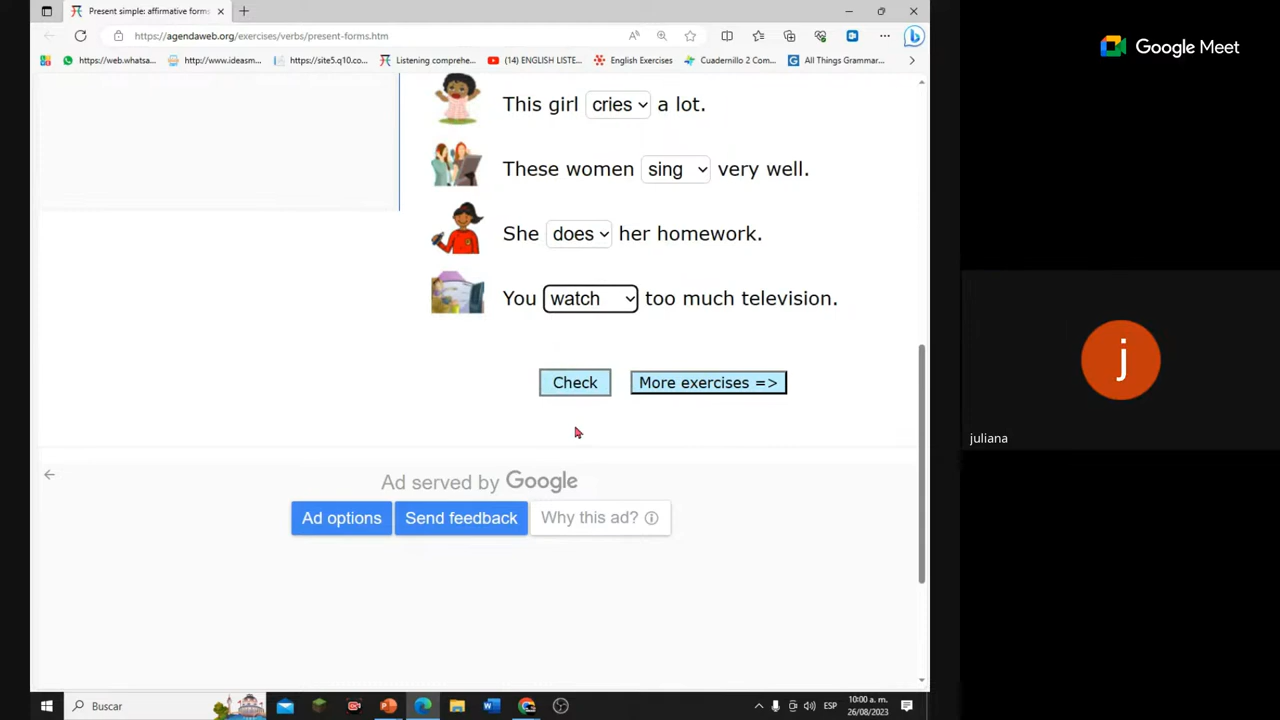 Present simple: affirmative forms
https://agendaweb.org/exercises/verbs/present-forms.htm
https://web.whatsa... http://www.ideasm... https://site5.q10.co... Listening comprehe... (14) ENGLISH LISTE... English Exercises Cuadernillo 2 Com... All Things Grammar...
This girl cries a lot.
These women sing very well.
She does her homework.
You watch too much television.
Check More exercises =>
Ad served by Google
Ad options Send feedback Why this ad?
Buscar
ESP
10:00 a. m.
26/08/2023
Google Meet
j
juliana